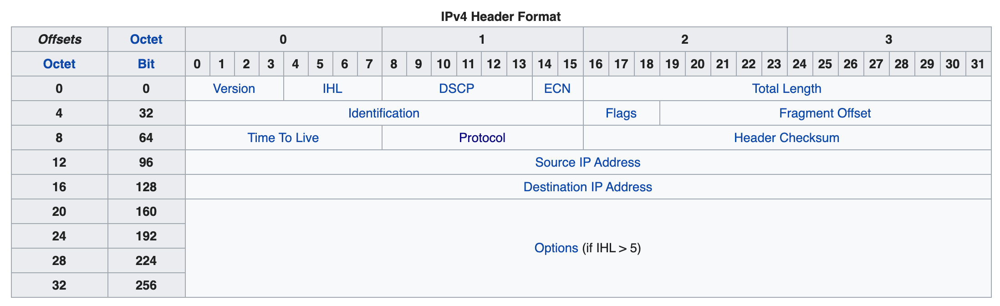 IPv4 Header Format
Offsets Octet 0 1 2 3
Octet Bit 0 1 2 3 4 5 6 7 8 9 10 11 12 13 14 15 16 17 18 19 20 21 22 23 24 25 26 27 28 29 30 31
0 0 Version IHL DSCP ECN Total Length
4 32 Identification Flags Fragment Offset
8 64 Time To Live Protocol Header Checksum
12 96 Source IP Address
16 128 Destination IP Address
20 160
24 192
Options (if IHL > 5)
28 224
32 256